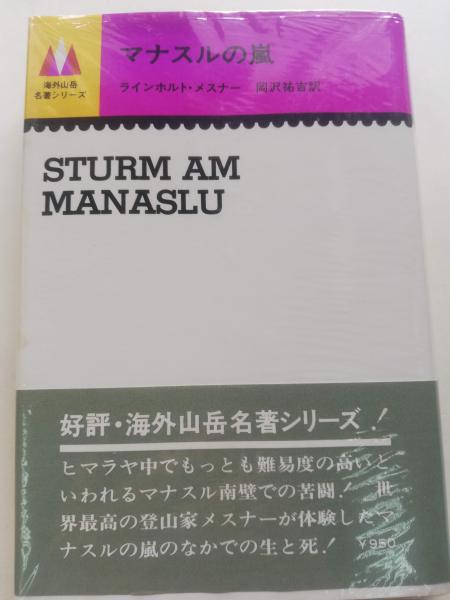 マナスルの嵐
海外山岳
名著シリーズ
ラインホルト・メスナー 岡沢祐吉訳
STURM AM
MANASLU
好評・海外山岳名著シリーズ!
ヒマラヤ中でもっとも難易度の高いと
いわれるマナスル南壁での苦闘! 世
界最高の登山家メスナーが体験したマ
ナスルの嵐のなかでの生と死! ¥950